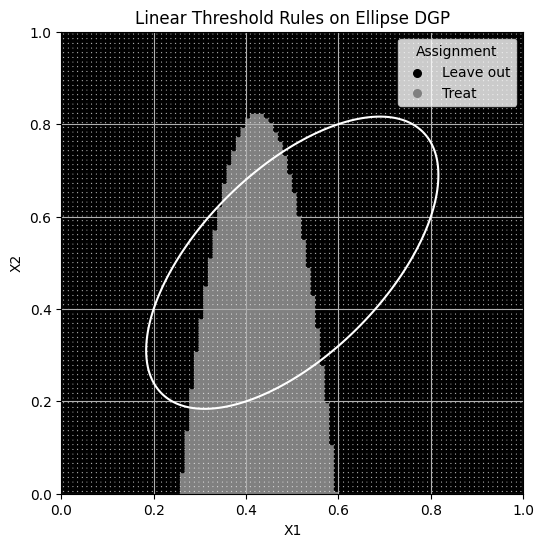 Linear Threshold Rules on Ellipse DGP
1.0
0.8
0.6
0.4
0.2
0.0
X2
Assignment
Leave out
Treat
0.0 0.2 0.4 0.6 0.8 1.0
X1